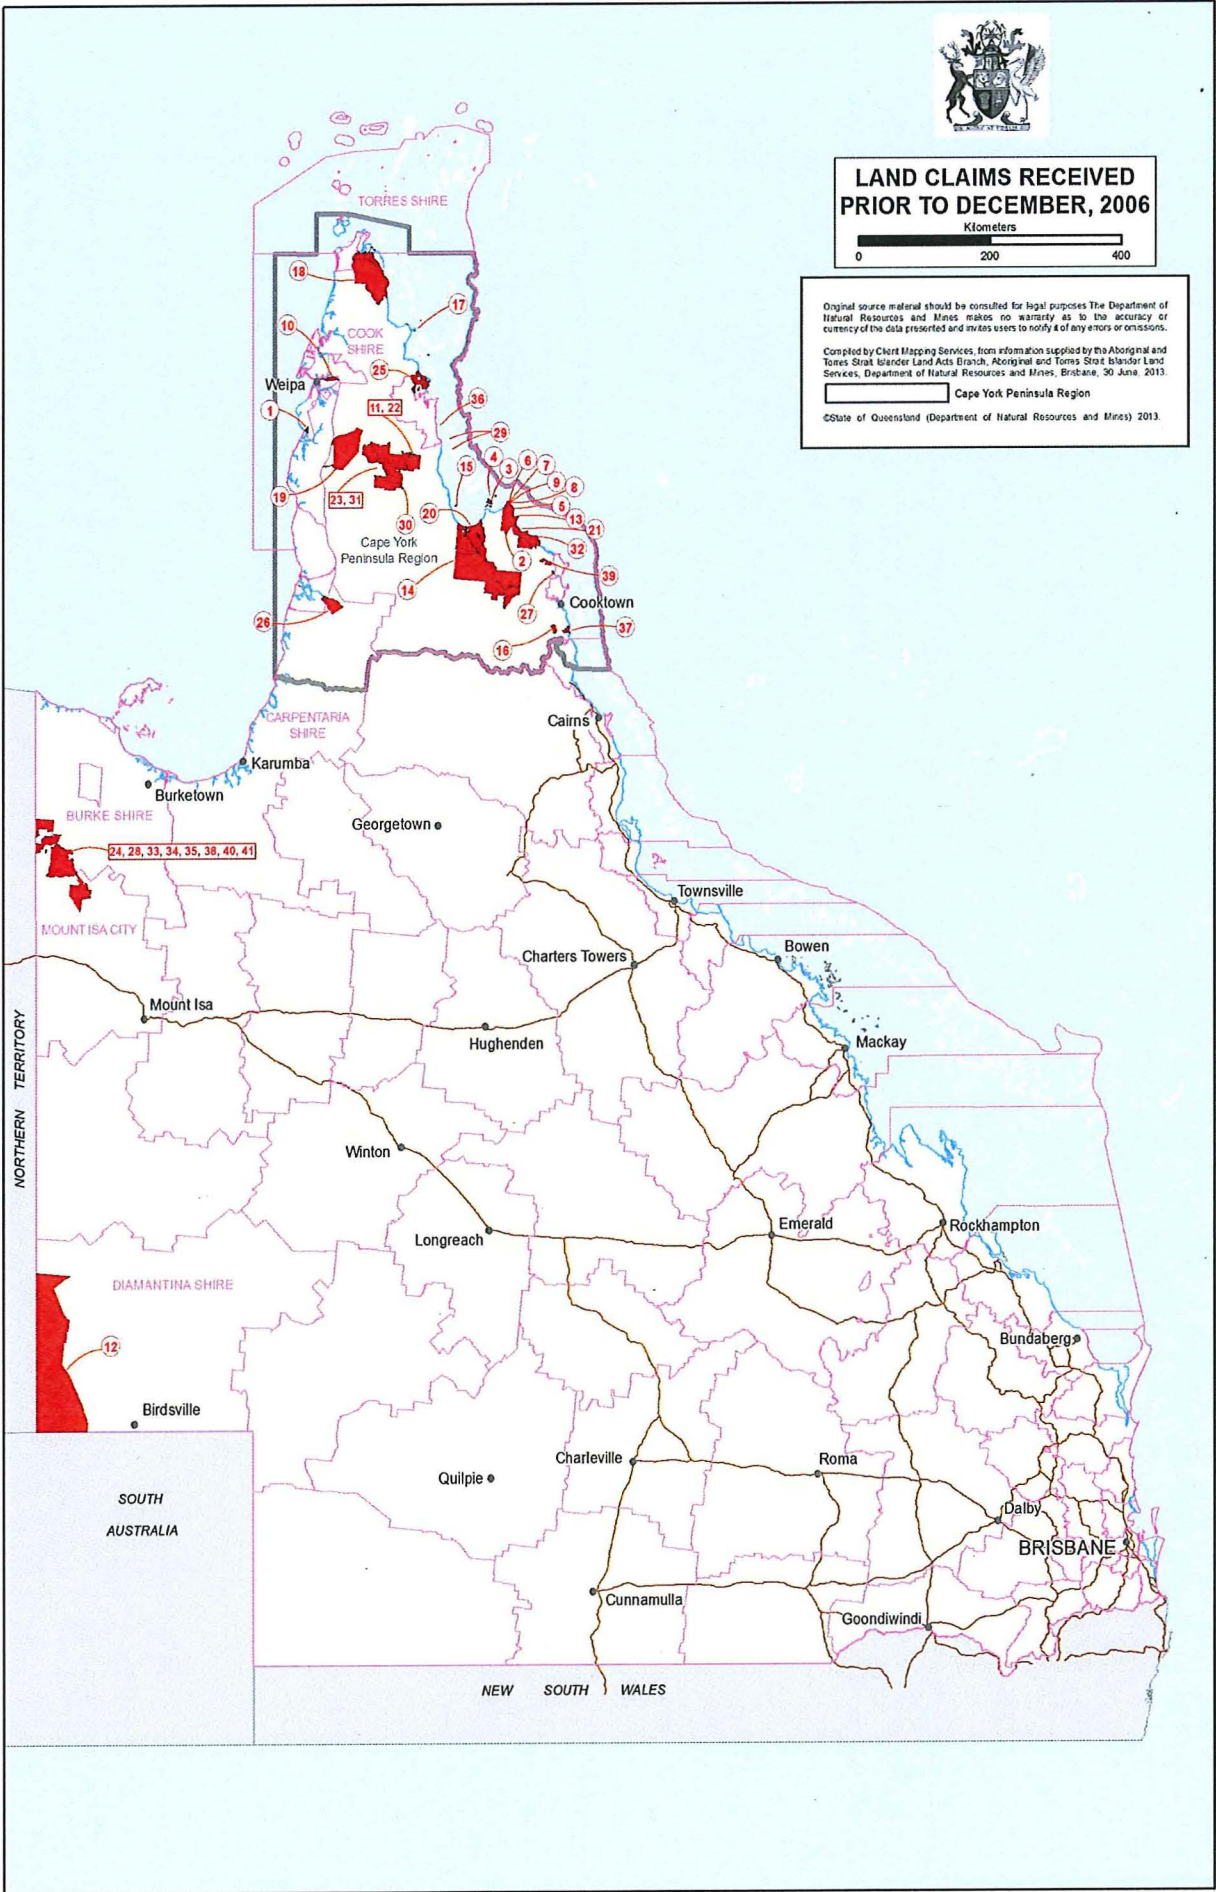 LAND CLAIMS RECEIVED
PRIOR TO DECEMBER, 2006
Kilometers
0 200 400
Original source material should be consulted for legal purposes The Department of
Natural Resources and Mines makes no warranty as to the accuracy or
currency of the data presented and invites users to notify it of any errors or omissions.
Compiled by Client Mapping Services, from information supplied by the Aboriginal and
Torres Strait Islander Land Acts Branch, Aboriginal and Torres Strait Islander Land
Services, Department of Natural Resources and Mines, Brisbane, 30 June, 2013.
Cape York Peninsula Region
©State of Queensland (Department of Natural Resources and Mines) 2013.
TORRES SHIRE
18
17
10
COOK
SHIRE
Weipa
25
1
11, 22
36
29
4
3
6
7
15
9
8
19
23, 31
5
20
13
30
21
Cape York
Peninsula Region
32
2
14
39
27
Cooktown
26
37
16
CARPENTARIA
SHIRE
Cairns
Karumba
Burketown
BURKE SHIRE
Georgetown
24, 28, 33, 34, 35, 38, 40, 41
Townsville
MOUNT ISA CITY
Bowen
Charters Towers
Mount Isa
Hughenden
Mackay
NORTHERN TERRITORY
Winton
Emerald
Rockhampton
Longreach
DIAMANTINA SHIRE
Bundaberg
12
Birdsville
Charleville
Roma
Quilpie
SOUTH
AUSTRALIA
Dalby
BRISBANE
Cunnamulla
Goondiwindi
NEW SOUTH WALES